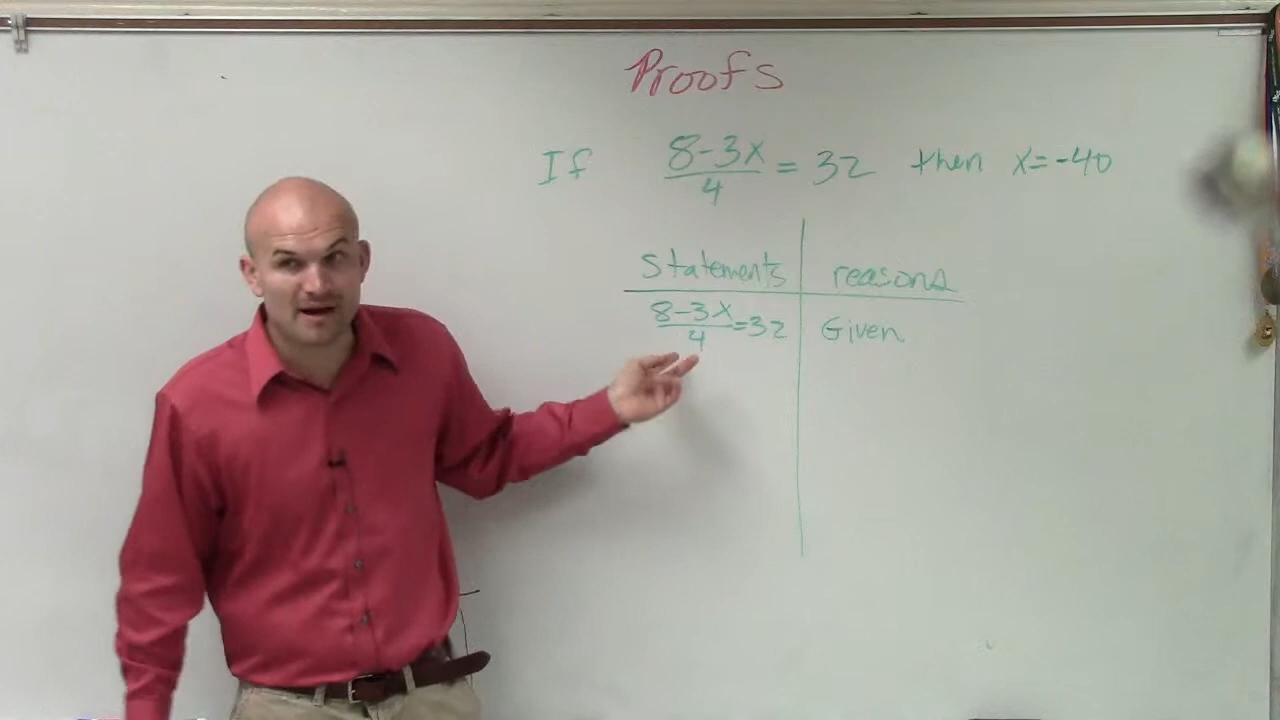 Proofs
If (8-3x)/4 = 32 then x=-40
Statements reasons
(8-3x)/4 =32 Given